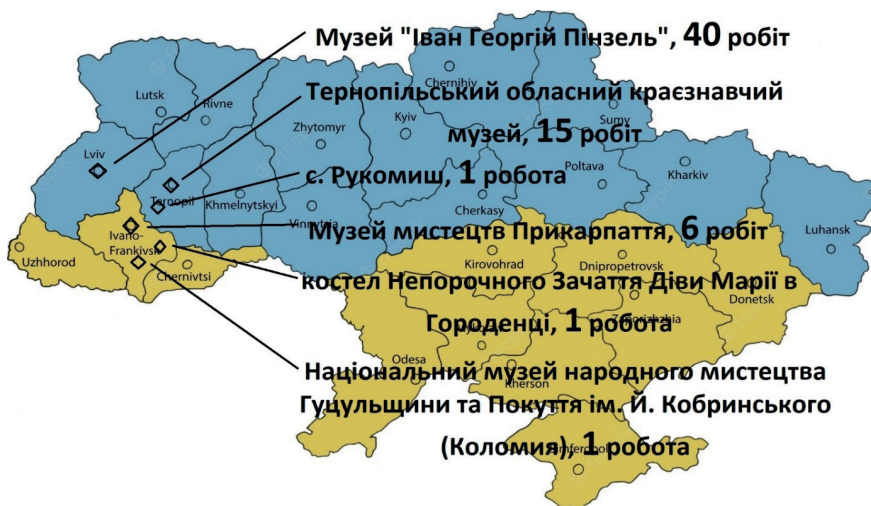 Музей "Іван Георгій Пінзель", 40 робіт
Chernihiv
Lutsk
Rivne
Тернопільський обласний краєзнавчий
Kyiv
Sumy
музей, 15 робіт
Zhytomyr
Lviv
Poltava
Kharkiv
с. Рукомиш, 1 робота
Ternopil
Khmelnytskyi
Vinnytsia
Cherkasy
Luhansk
Музей мистецтв Прикарпаття, 6 робіт
Ivano-
Frankivsk
Uzhhorod
Chernivtsi
Kirovohrad
Dnipropetrovsk
костел Непорочного Зачаття Діви Марії в
Donetsk
Городенці, 1 робота
Zaporizhzhia
Odesa
Національний музей народного мистецтва
Kherson
Гуцульщини та Покуття ім. Й. Кобринського
(Коломия), 1 робота
Simferopol